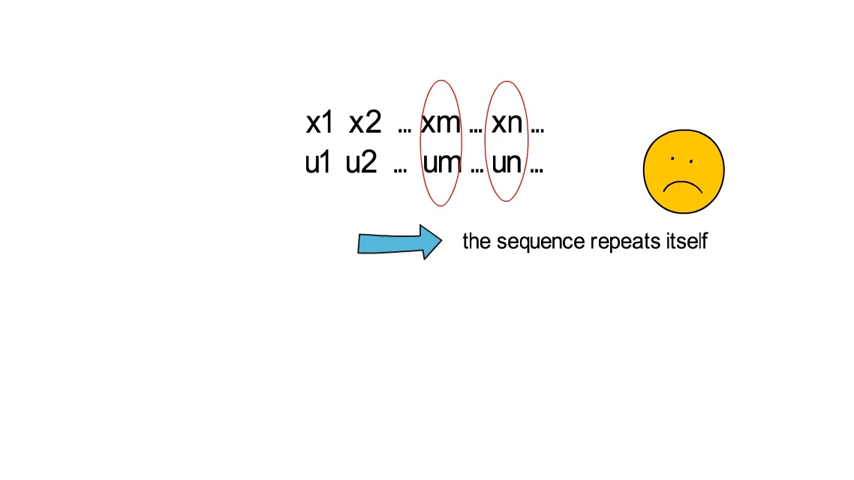 x1 x2 ... xm ... xn ...
u1 u2 ... um ... un ...
the sequence repeats itself